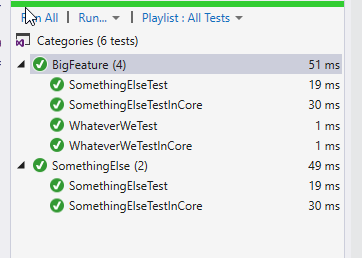 Run All | Run... | Playlist : All Tests
Categories (6 tests)
BigFeature (4) 51 ms
SomethingElseTest 19 ms
SomethingElseTestInCore 30 ms
WhateverWeTest 1 ms
WhateverWeTestInCore 1 ms
SomethingElse (2) 49 ms
SomethingElseTest 19 ms
SomethingElseTestInCore 30 ms